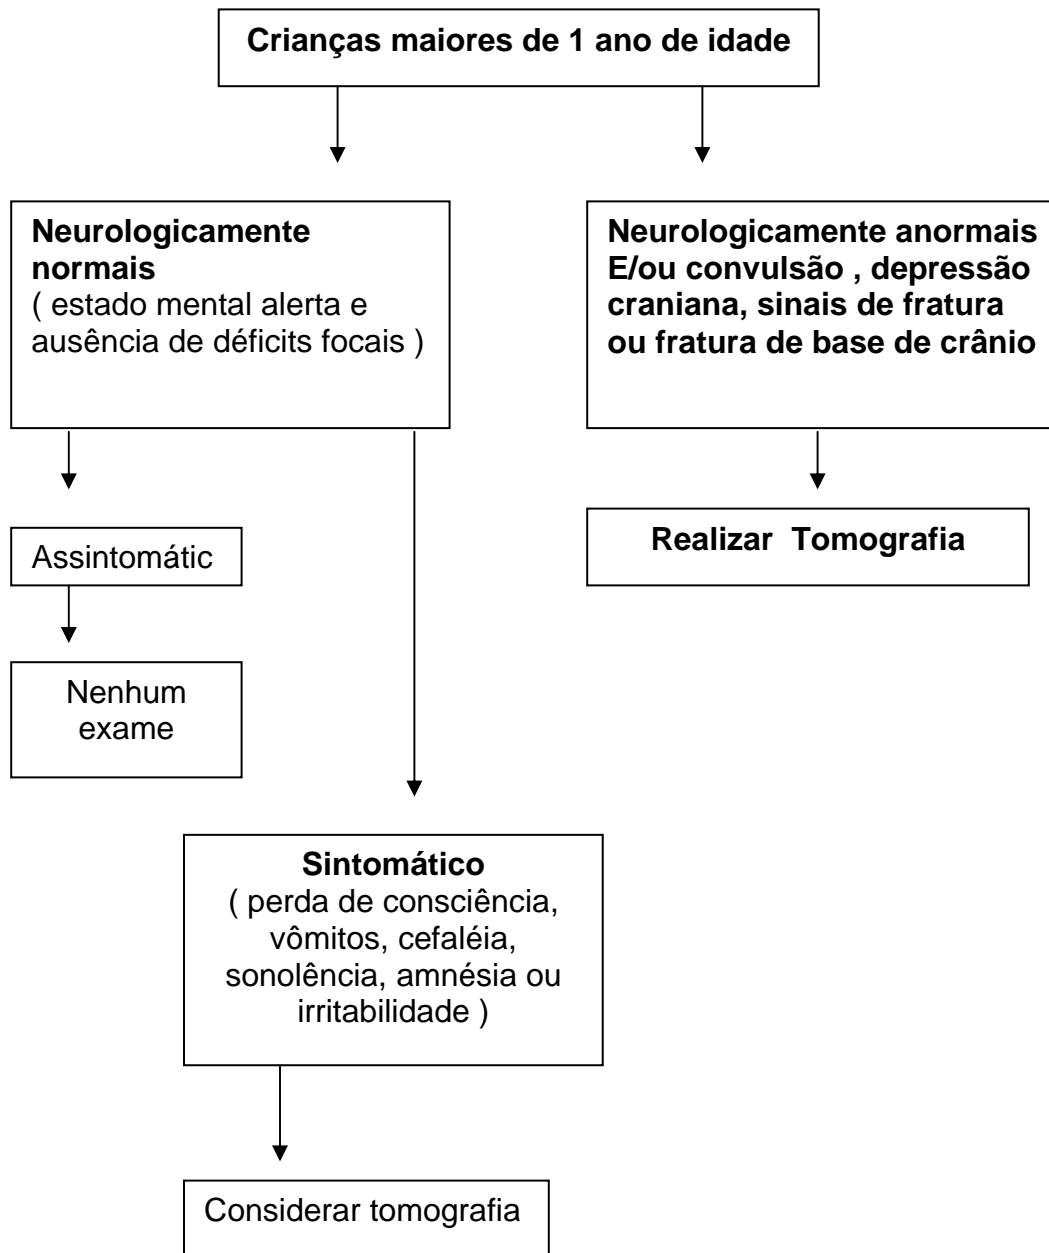 Crianças maiores de 1 ano de idade
Neurologicamente
normais
( estado mental alerta e
ausência de déficits focais )
Neurologicamente anormais
E/ou convulsão , depressão
craniana, sinais de fratura
ou fratura de base de crânio
Assintomátic
Realizar Tomografia
Nenhum
exame
Sintomático
( perda de consciência,
vômitos, cefaléia,
sonolência, amnésia ou
irritabilidade )
Considerar tomografia